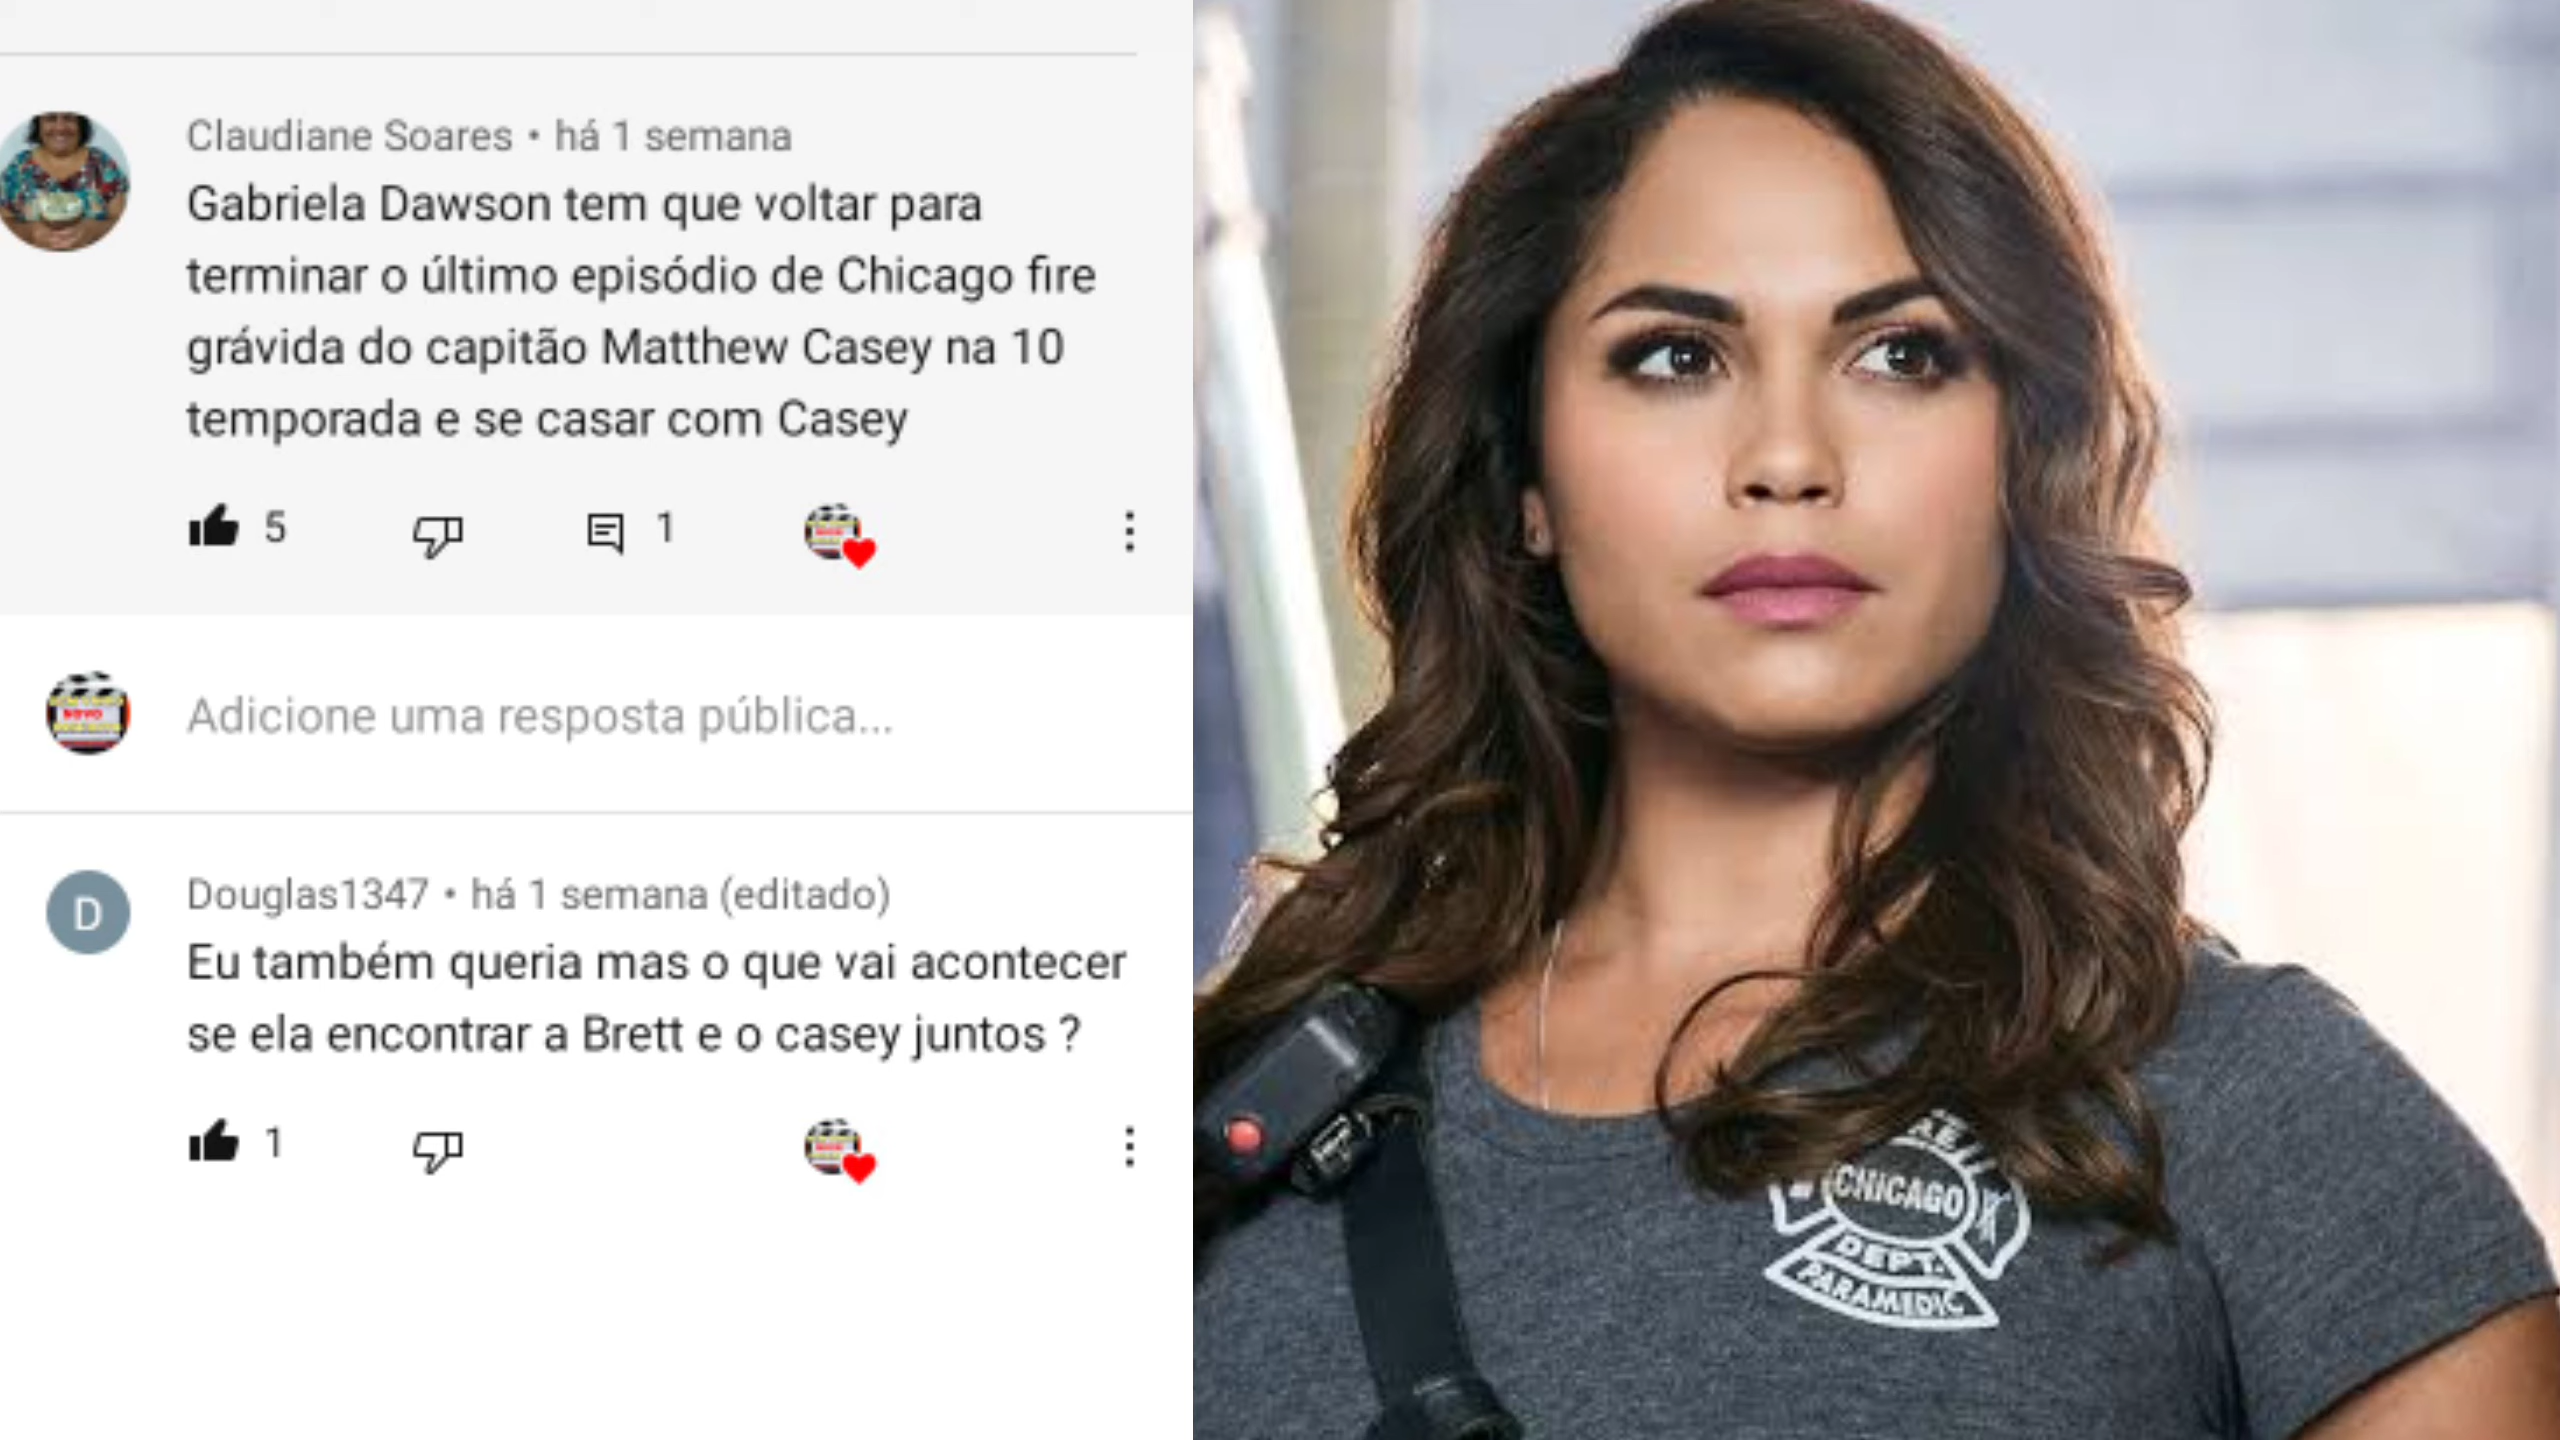 Claudiane Soares • há 1 semana
Gabriela Dawson tem que voltar para
terminar o último episódio de Chicago fire
grávida do capitão Matthew Casey na 10
temporada e se casar com Casey
5
1
NOVO
Adicione uma resposta pública...
D
Douglas1347 • há 1 semana (editado)
Eu também queria mas o que vai acontecer
se ela encontrar a Brett e o casey juntos ?
1
CHICAGO
DEPT.
PARAMEDIC